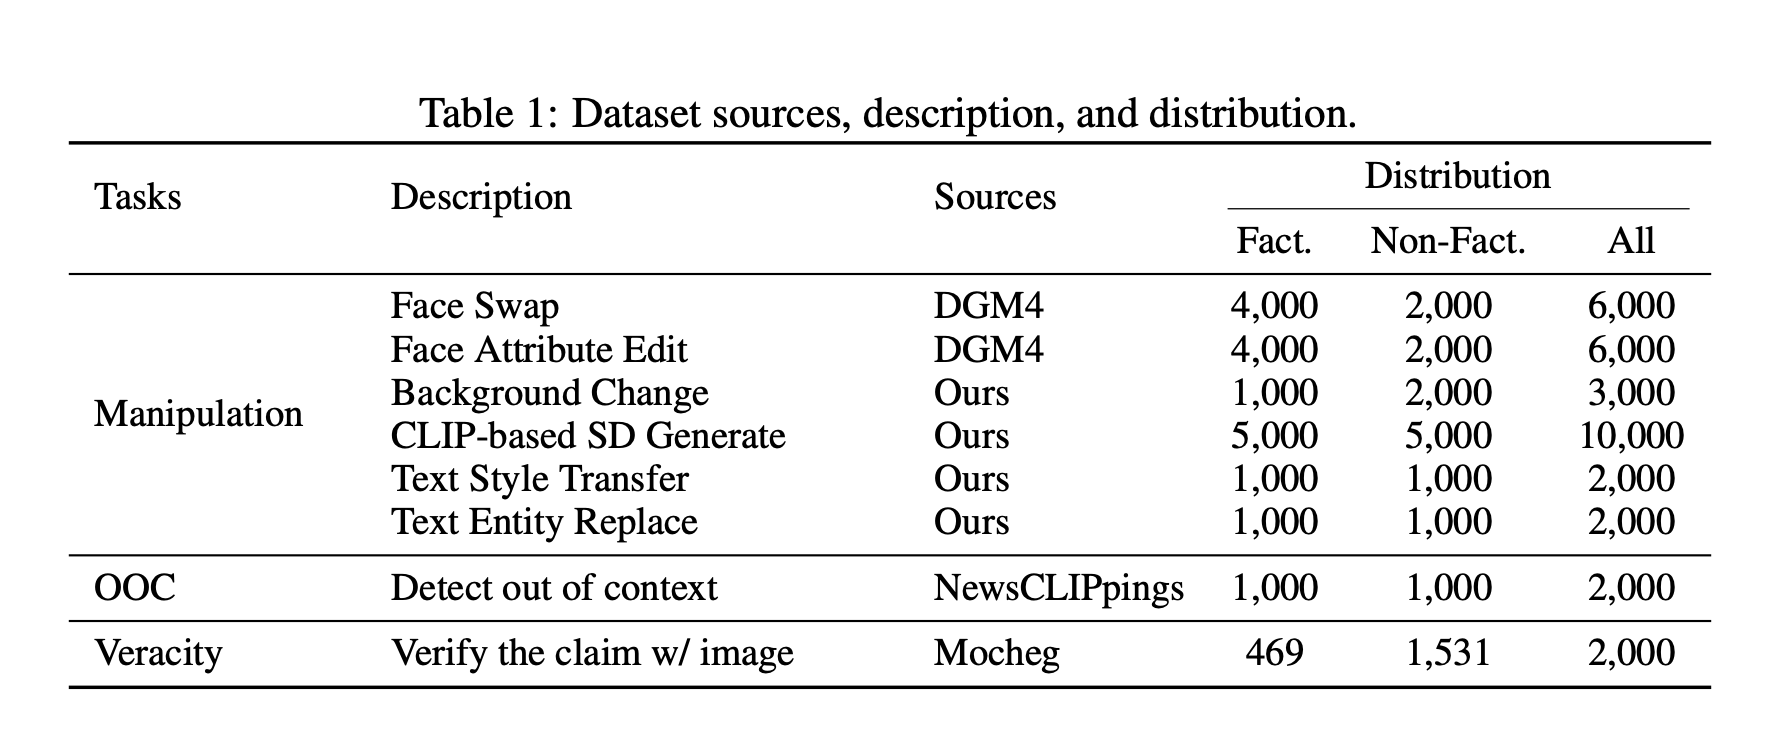 Table 1: Dataset sources, description, and distribution.
Tasks Description Sources Distribution
Fact. Non-Fact. All
Manipulation
Face Swap DGM4 4,000 2,000 6,000
Face Attribute Edit DGM4 4,000 2,000 6,000
Background Change Ours 1,000 2,000 3,000
CLIP-based SD Generate Ours 5,000 5,000 10,000
Text Style Transfer Ours 1,000 1,000 2,000
Text Entity Replace Ours 1,000 1,000 2,000
OOC Detect out of context NewsCLIPpings 1,000 1,000 2,000
Veracity Verify the claim w/ image Mocheg 469 1,531 2,000